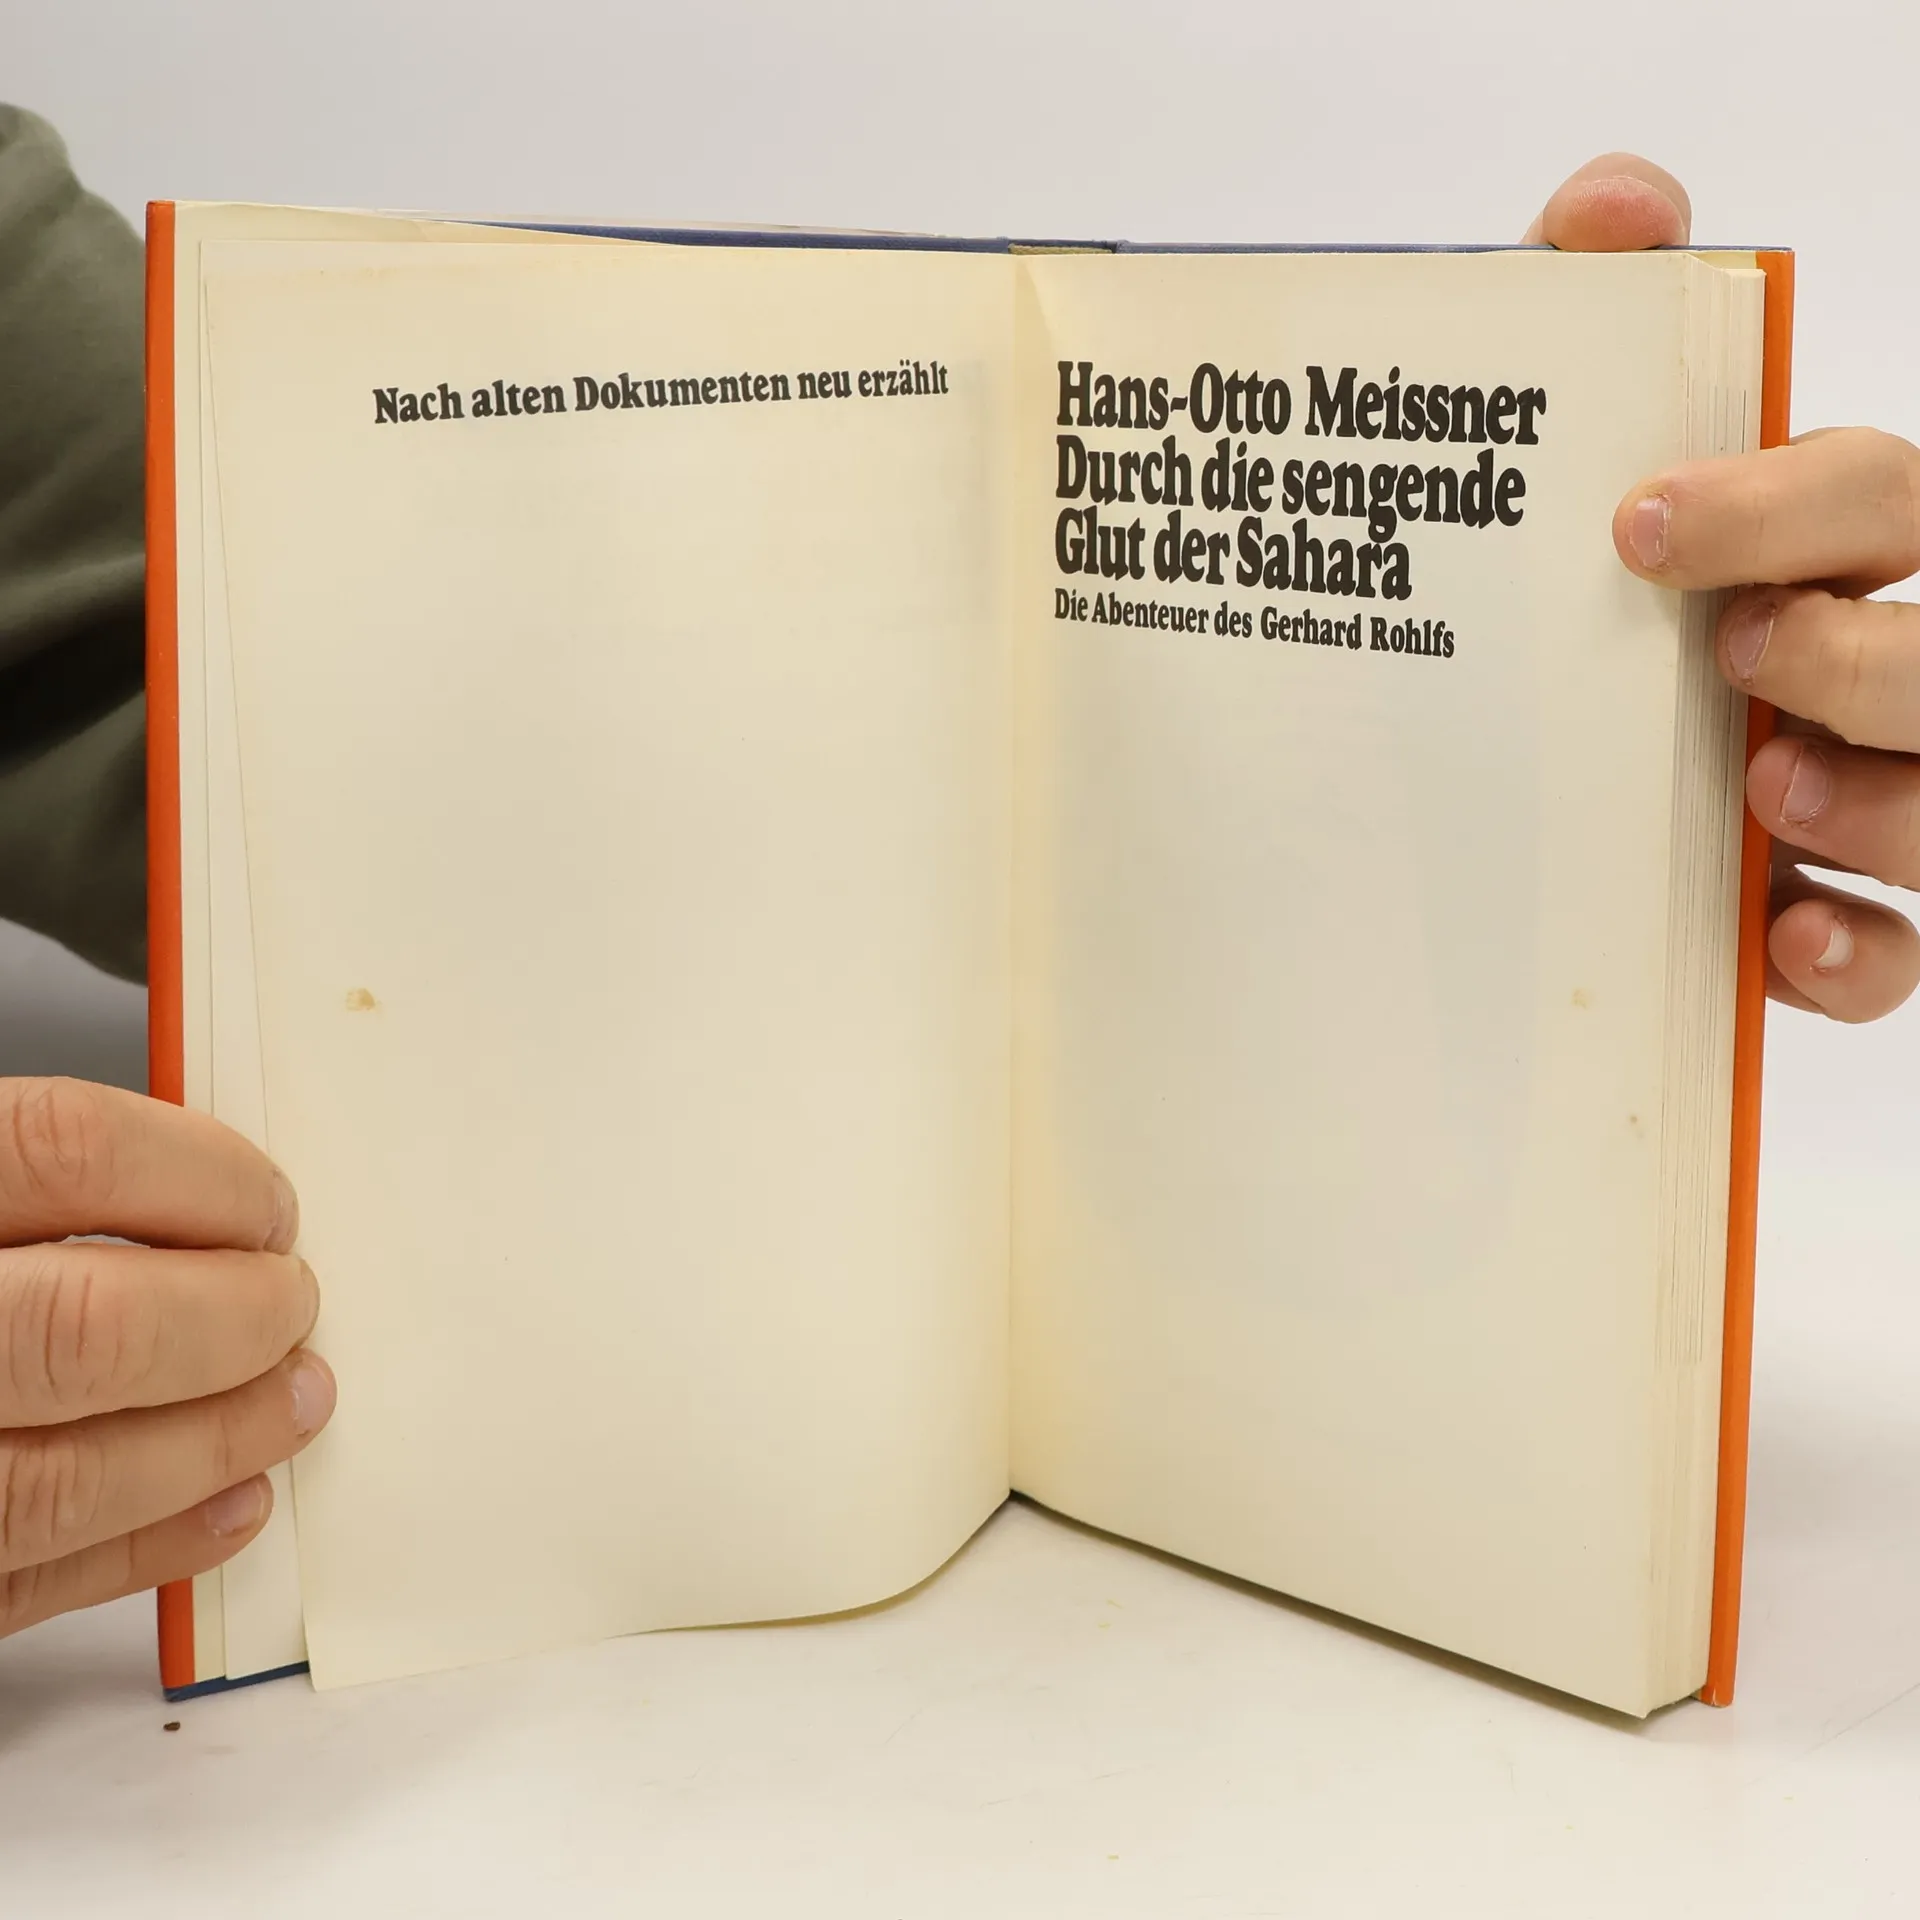 Nach alten Dokumenten neu erzählt
Hans-Otto Meissner
Durch die sengende
Glut der Sahara
Die Abenteuer des Gerhard Rohlfs